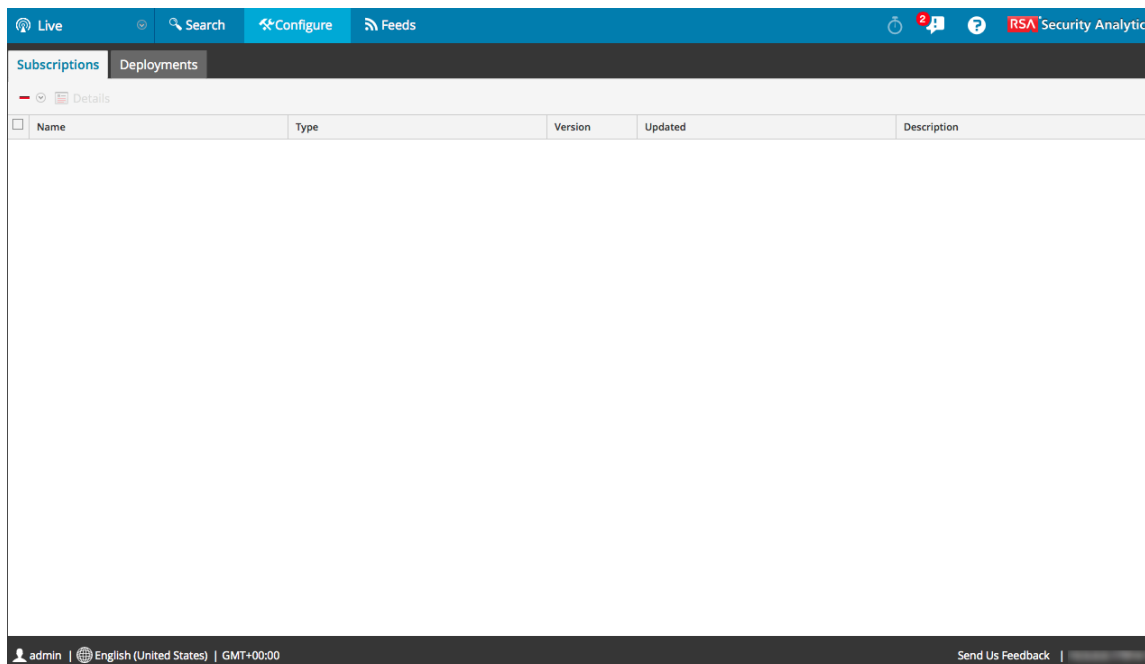 Live Search Configure Feeds 2 ? RSA Security Analytic
Subscriptions Deployments
Details
Name Type Version Updated Description
admin | English (United States) | GMT+00:00 Send Us Feedback |